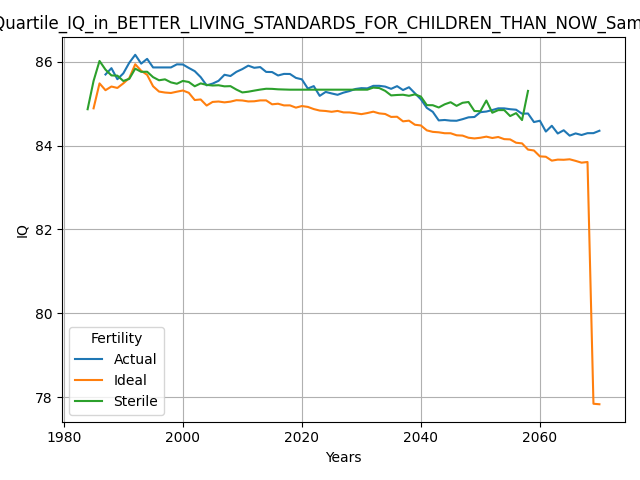 Quartile_IQ_in_BETTER_LIVING_STANDARDS_FOR_CHILDREN_THAN_NOW_Sam
86
84
82
80
78
IQ
Fertility
Actual
Ideal
Sterile
1980
2000
2020
2040
2060
Years